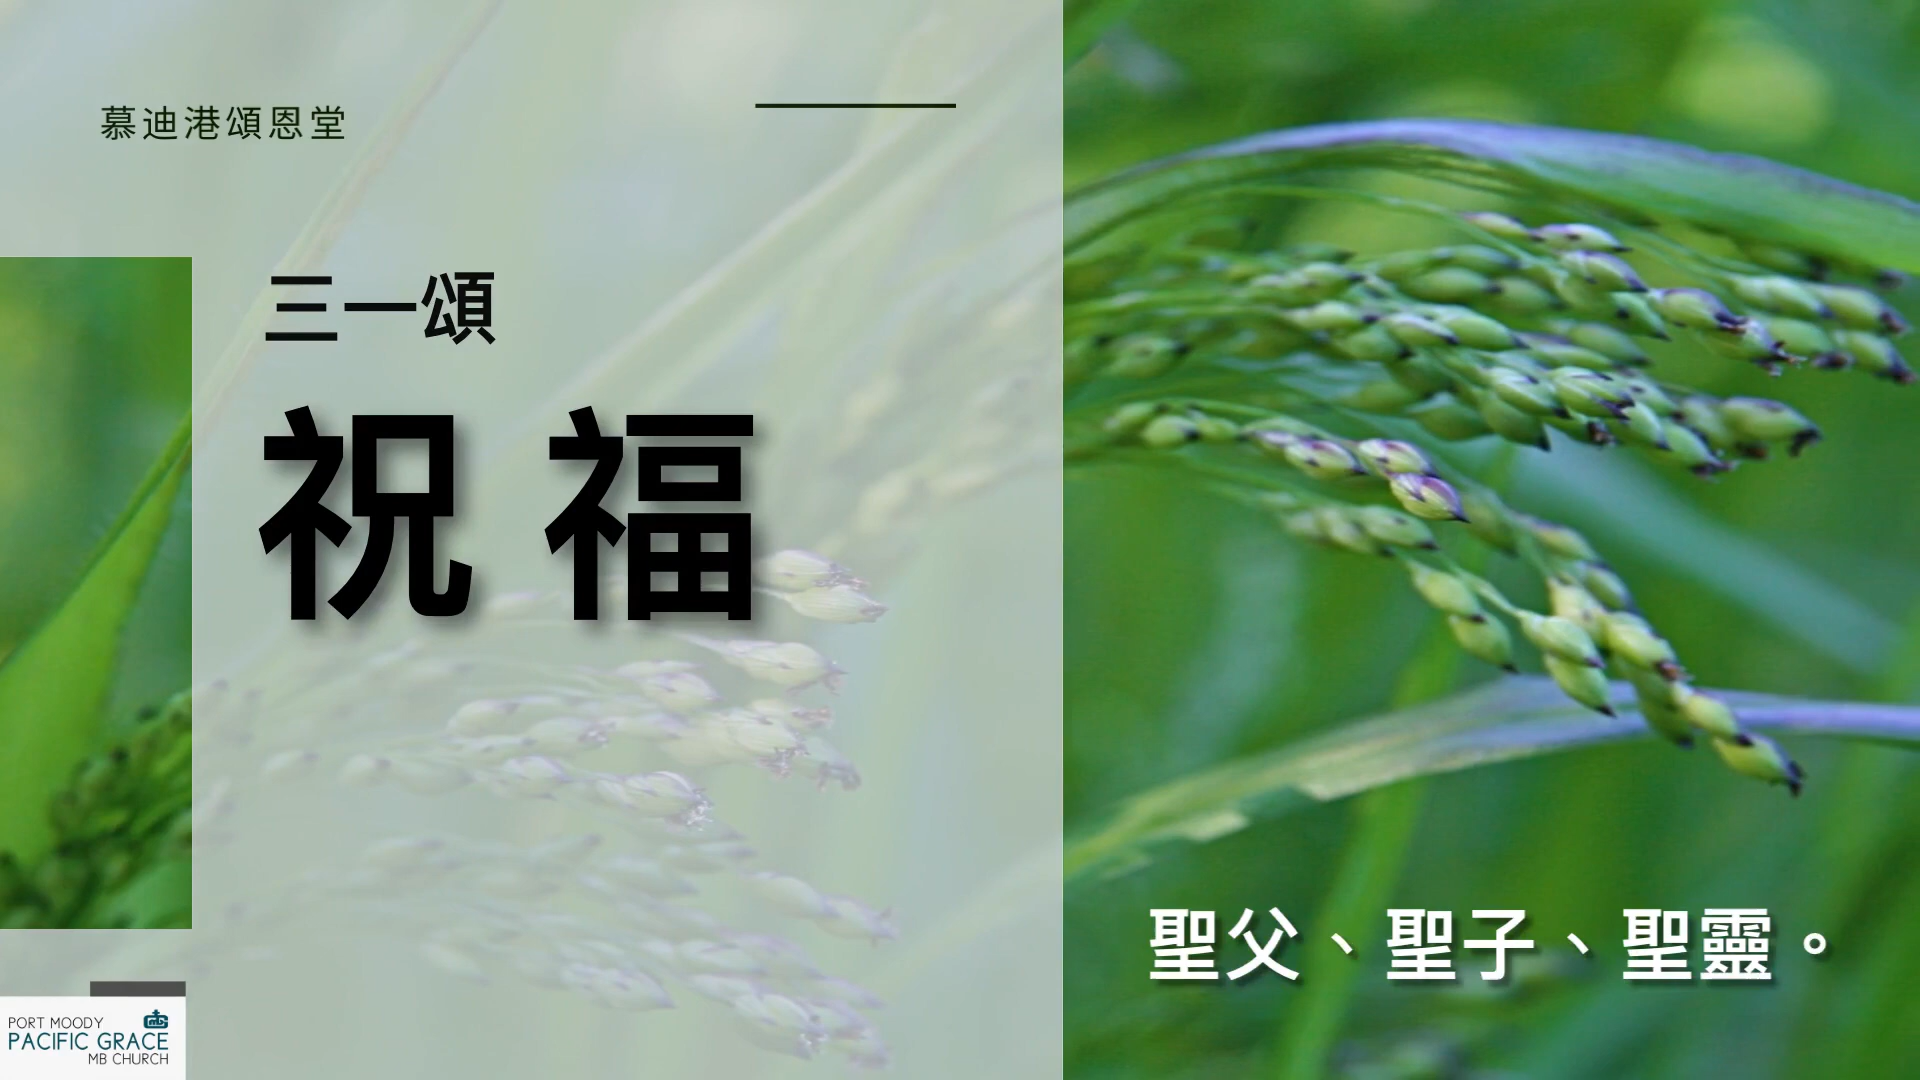 慕迪港頌恩堂
三一頌
祝福
聖父、聖子、聖靈。
PORT MOODY
PACIFIC GRACE
MB CHURCH